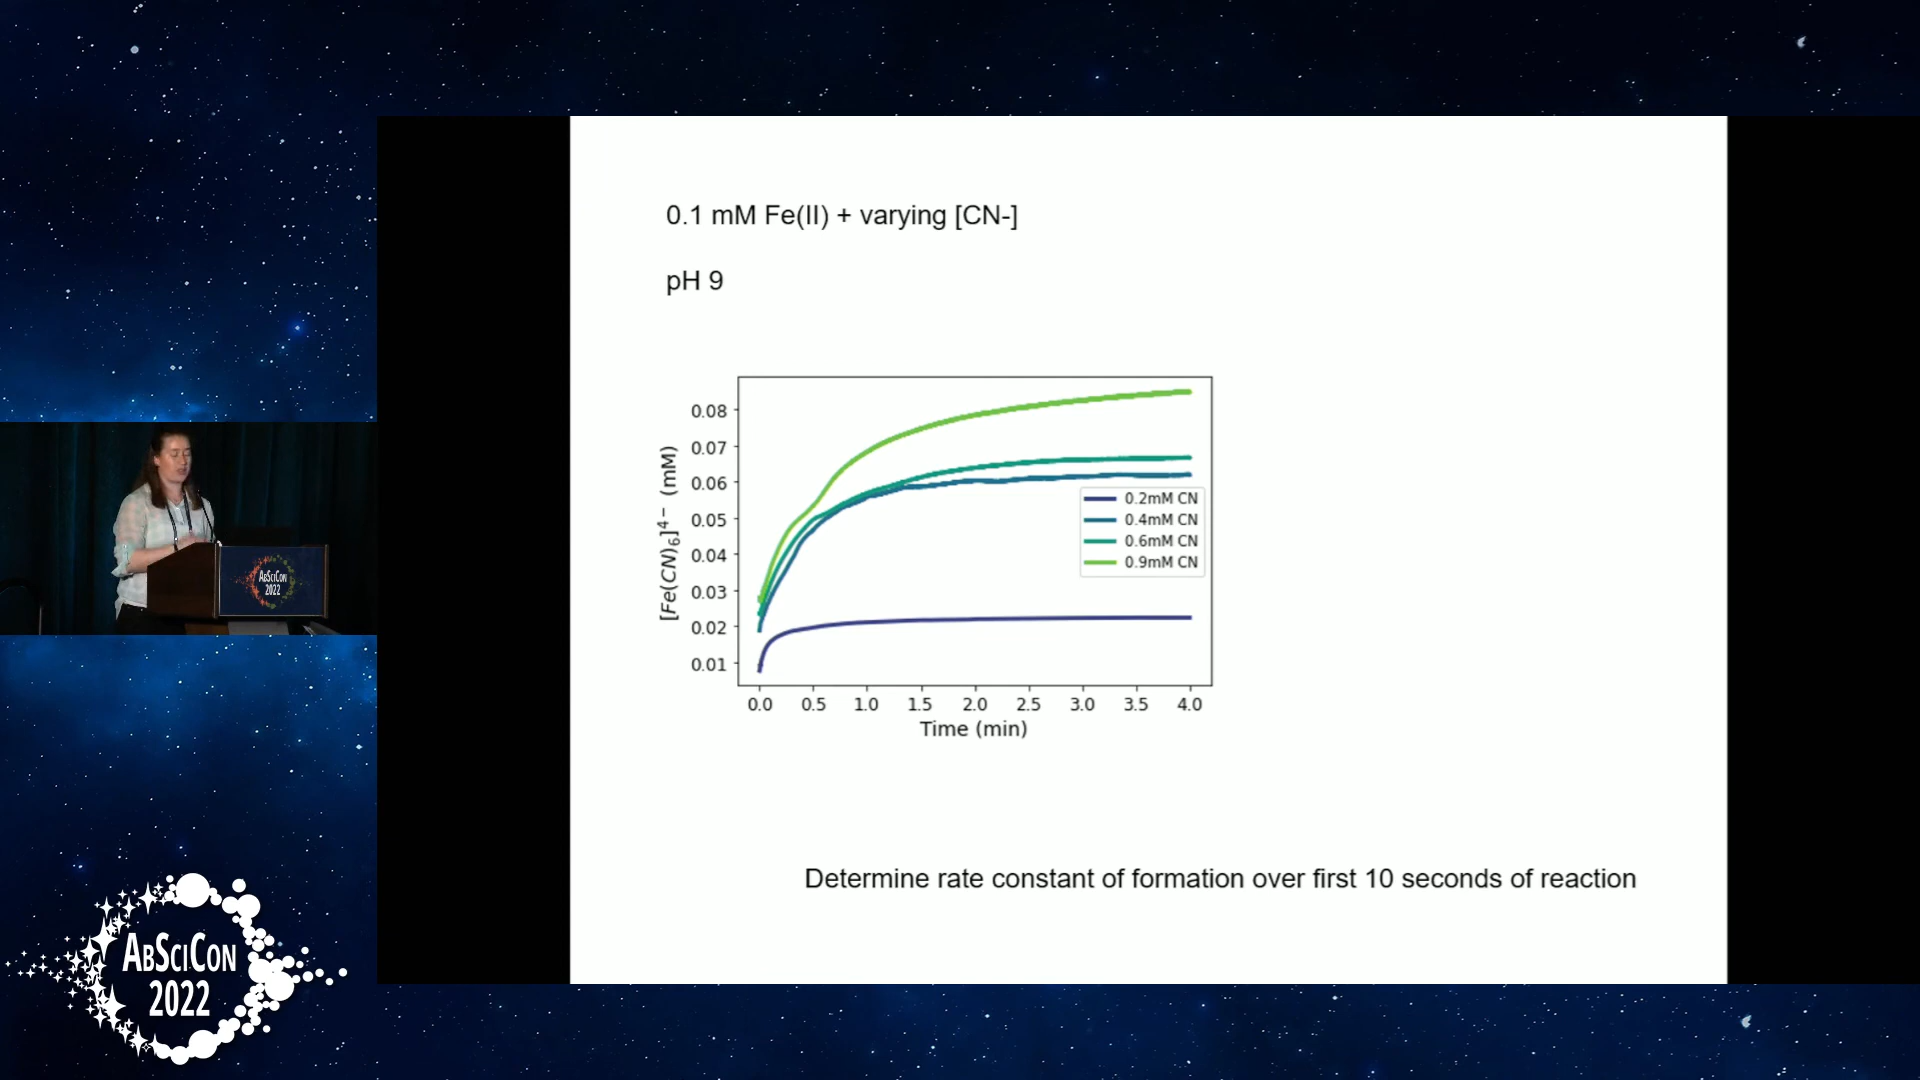 0.1 mM Fe(II) + varying [CN-]
pH 9
[Fe(CN)6]4− (mM)
0.08
0.07
0.06
0.05
0.04
0.03
0.02
0.01
0.2mM CN
0.4mM CN
0.6mM CN
0.9mM CN
0.0 0.5 1.0 1.5 2.0 2.5 3.0 3.5 4.0
Time (min)
Determine rate constant of formation over first 10 seconds of reaction
ABSCICON
2022
ABSCICON
2022